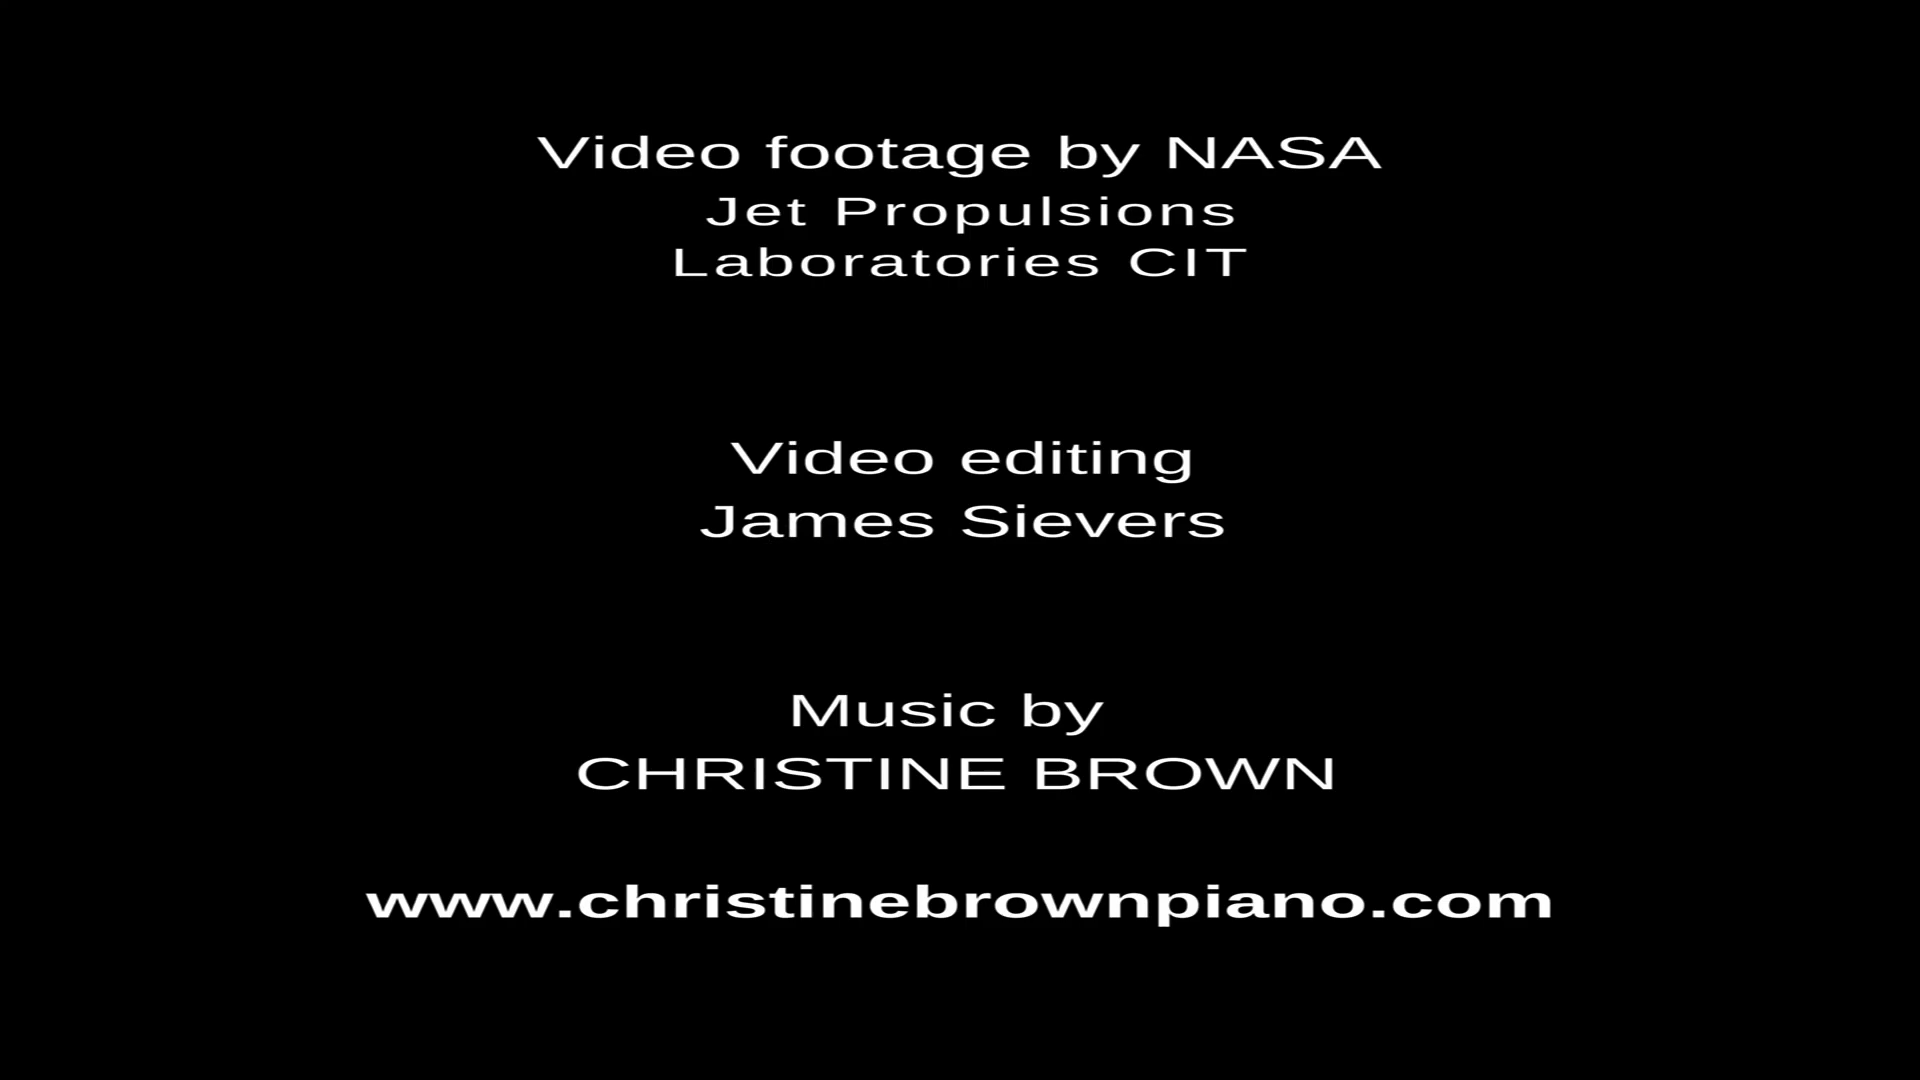 Video footage by NASA
Jet Propulsions
Laboratories CIT
Video editing
James Sievers
Music by
CHRISTINE BROWN
www.christinebrownpiano.com